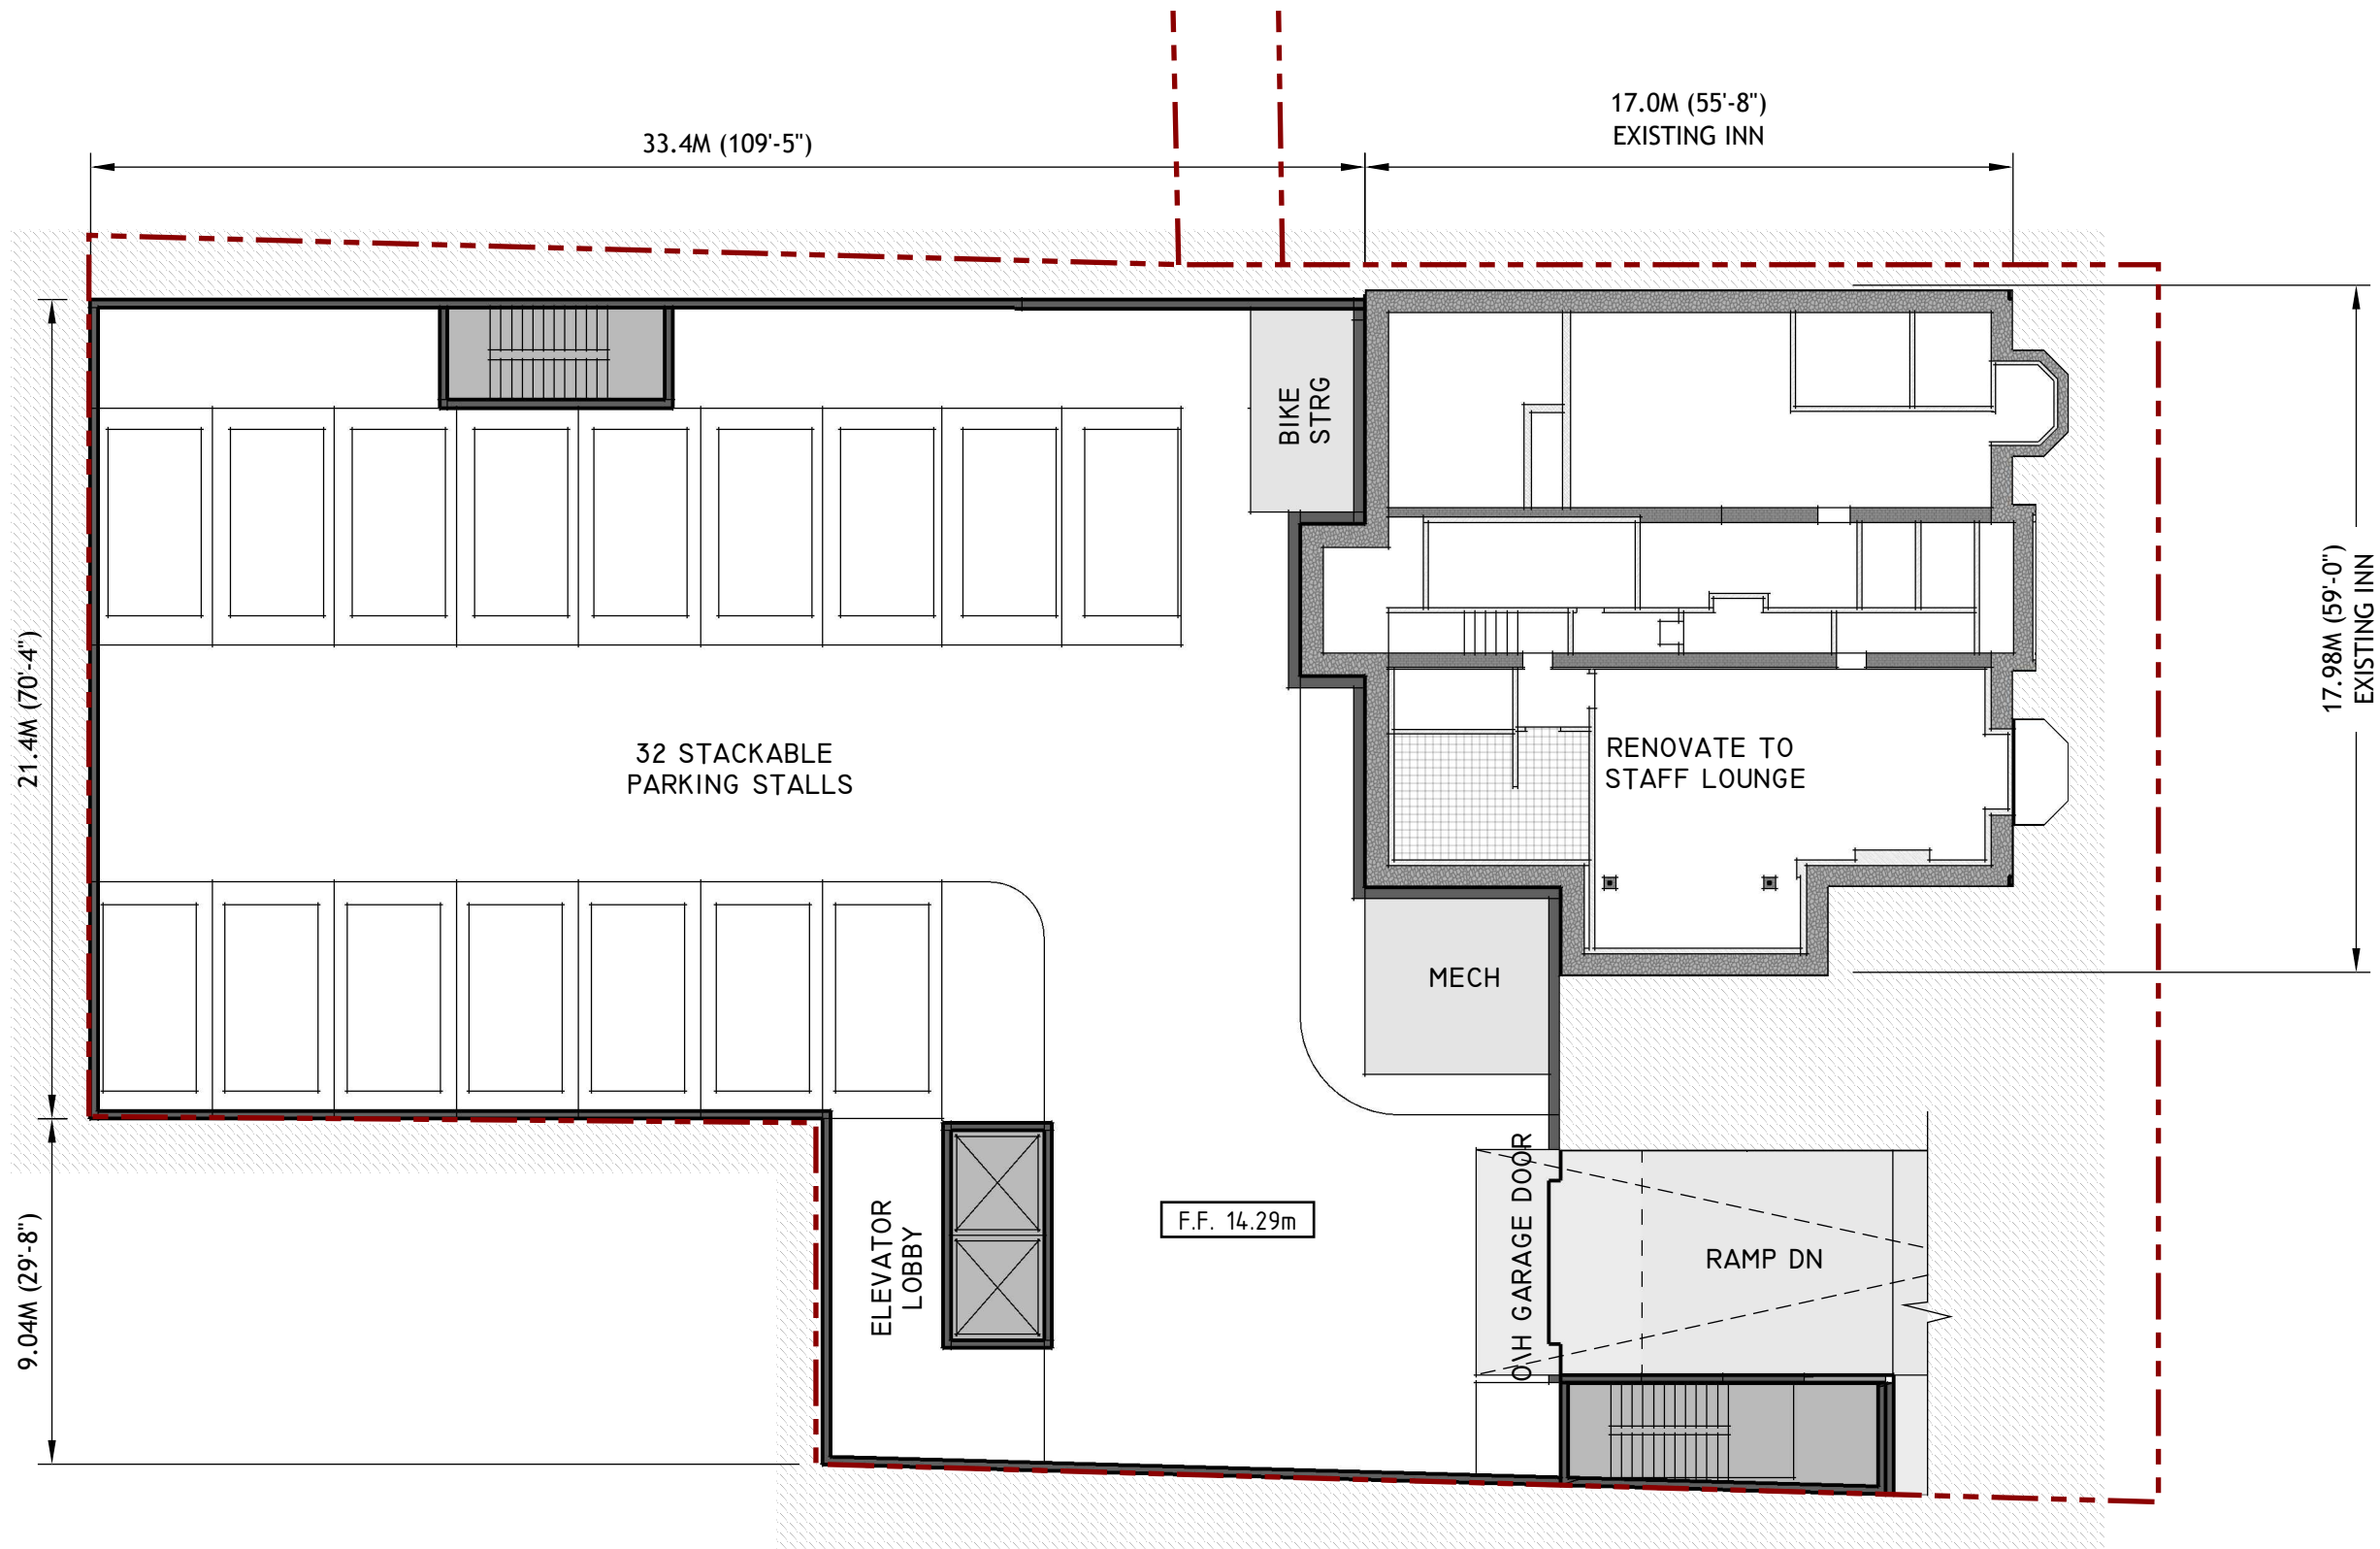 17.0M (55'-8")
EXISTING INN
33.4M (109'-5")
BIKE
STRG
21.4M (70'-4")
32 STACKABLE
PARKING STALLS
RENOVATE TO
STAFF LOUNGE
17.98M (59'-0")
EXISTING INN
MECH
9.04M (29'-8")
ELEVATOR
LOBBY
F.F. 14.29m
O\H GARAGE DOOR
RAMP DN